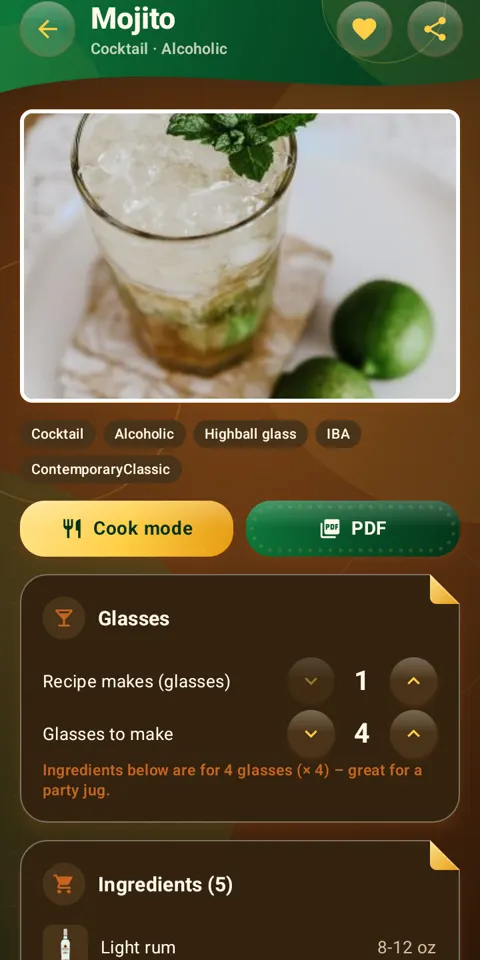 Mojito
Cocktail · Alcoholic
Cocktail
Alcoholic
Highball glass
IBA
ContemporaryClassic
Cook mode
PDF
PDF
Glasses
Recipe makes (glasses)
1
Glasses to make
4
Ingredients below are for 4 glasses (× 4) – great for a
party jug.
Ingredients (5)
Light rum
8-12 oz